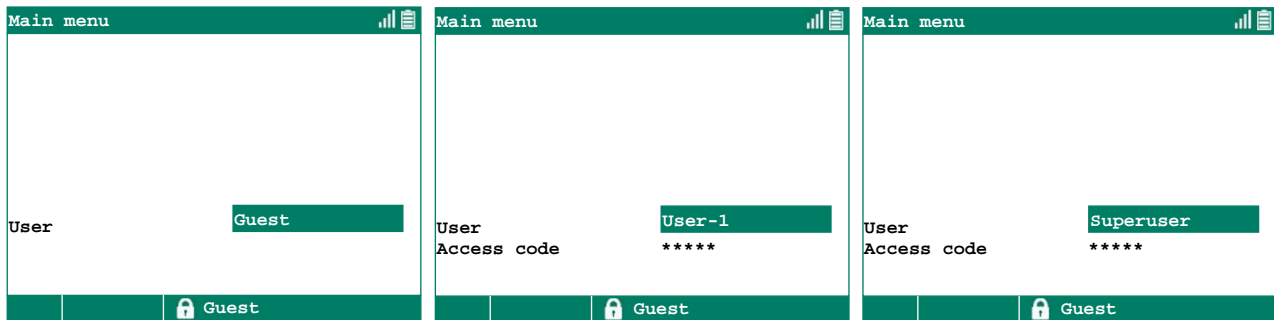 Main menu
User Guest
Guest
Main menu
User User-1
Access code *****
Guest
Main menu
User Superuser
Access code *****
Guest